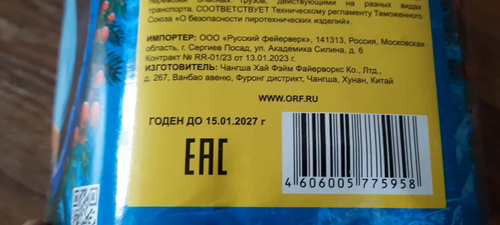 перевозки опасных грузов, действующими на разных видах
транспорта. СООТВЕТСТВУЕТ Техническому регламенту Таможенного
Союза «О безопасности пиротехнических изделий».
ИМПОРТЕР: ООО «Русский фейерверк», 141313, Россия, Московская
область, г. Сергиев Посад, ул. Академика Силина, д. 6
Контракт № RR-01/23 от 13.01.2023 г.
ИЗГОТОВИТЕЛЬ: Чангша Хай Фэйм Файерворкс Ко., Лтд.,
д. 267, Ванбао авеню, Фуронг дистрикт, Чангша, Хунан, Китай
WWW.ORF.RU
ГОДЕН ДО 15.01.2027 г
ЕАС
4 606005 775958